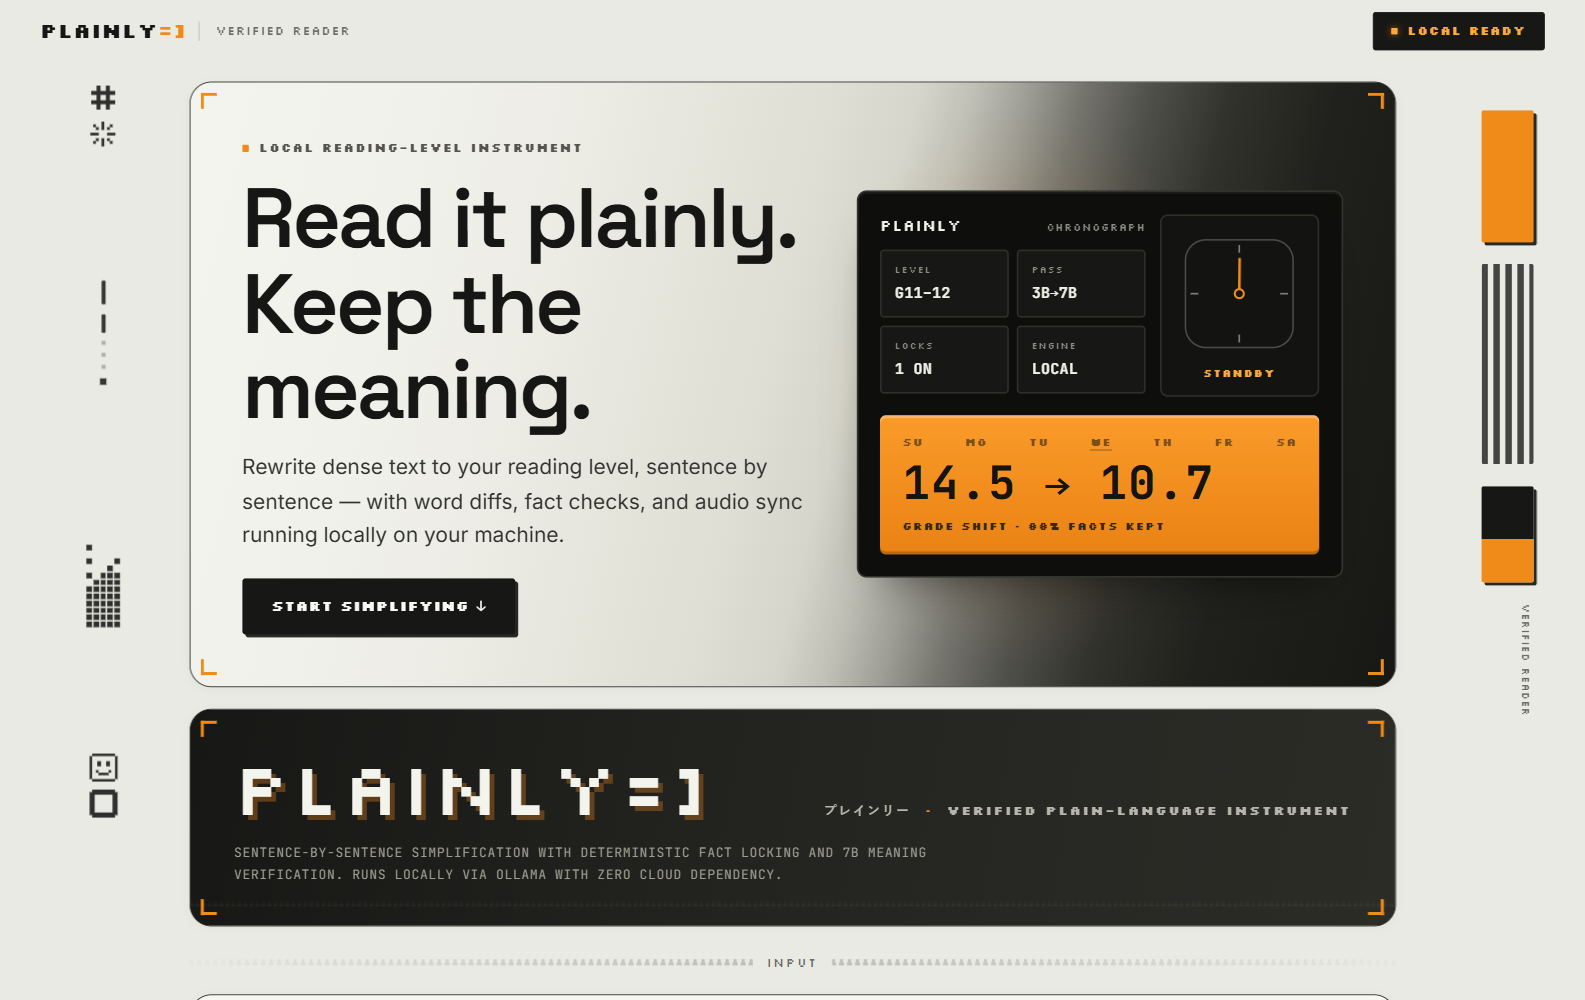 PLAINLY=]
VERIFIED READER
LOCAL READY
LOCAL READING-LEVEL INSTRUMENT
Read it plainly.
Keep the
meaning.
Rewrite dense text to your reading level, sentence by
sentence — with word diffs, fact checks, and audio sync
running locally on your machine.
START SIMPLIFYING ↓
PLAINLY
CHRONOGRAPH
LEVEL
G11-12
PASS
3B→7B
LOCKS
1 ON
ENGINE
LOCAL
STANDBY
SU MO TU WE TH FR SA
14.5 → 10.7
GRADE SHIFT · 00% FACTS KEPT
VERIFIED READER
PLAINLY=]
プレインリー · VERIFIED PLAIN-LANGUAGE INSTRUMENT
SENTENCE-BY-SENTENCE SIMPLIFICATION WITH DETERMINISTIC FACT LOCKING AND 7B MEANING
VERIFICATION. RUNS LOCALLY VIA OLLAMA WITH ZERO CLOUD DEPENDENCY.
INPUT